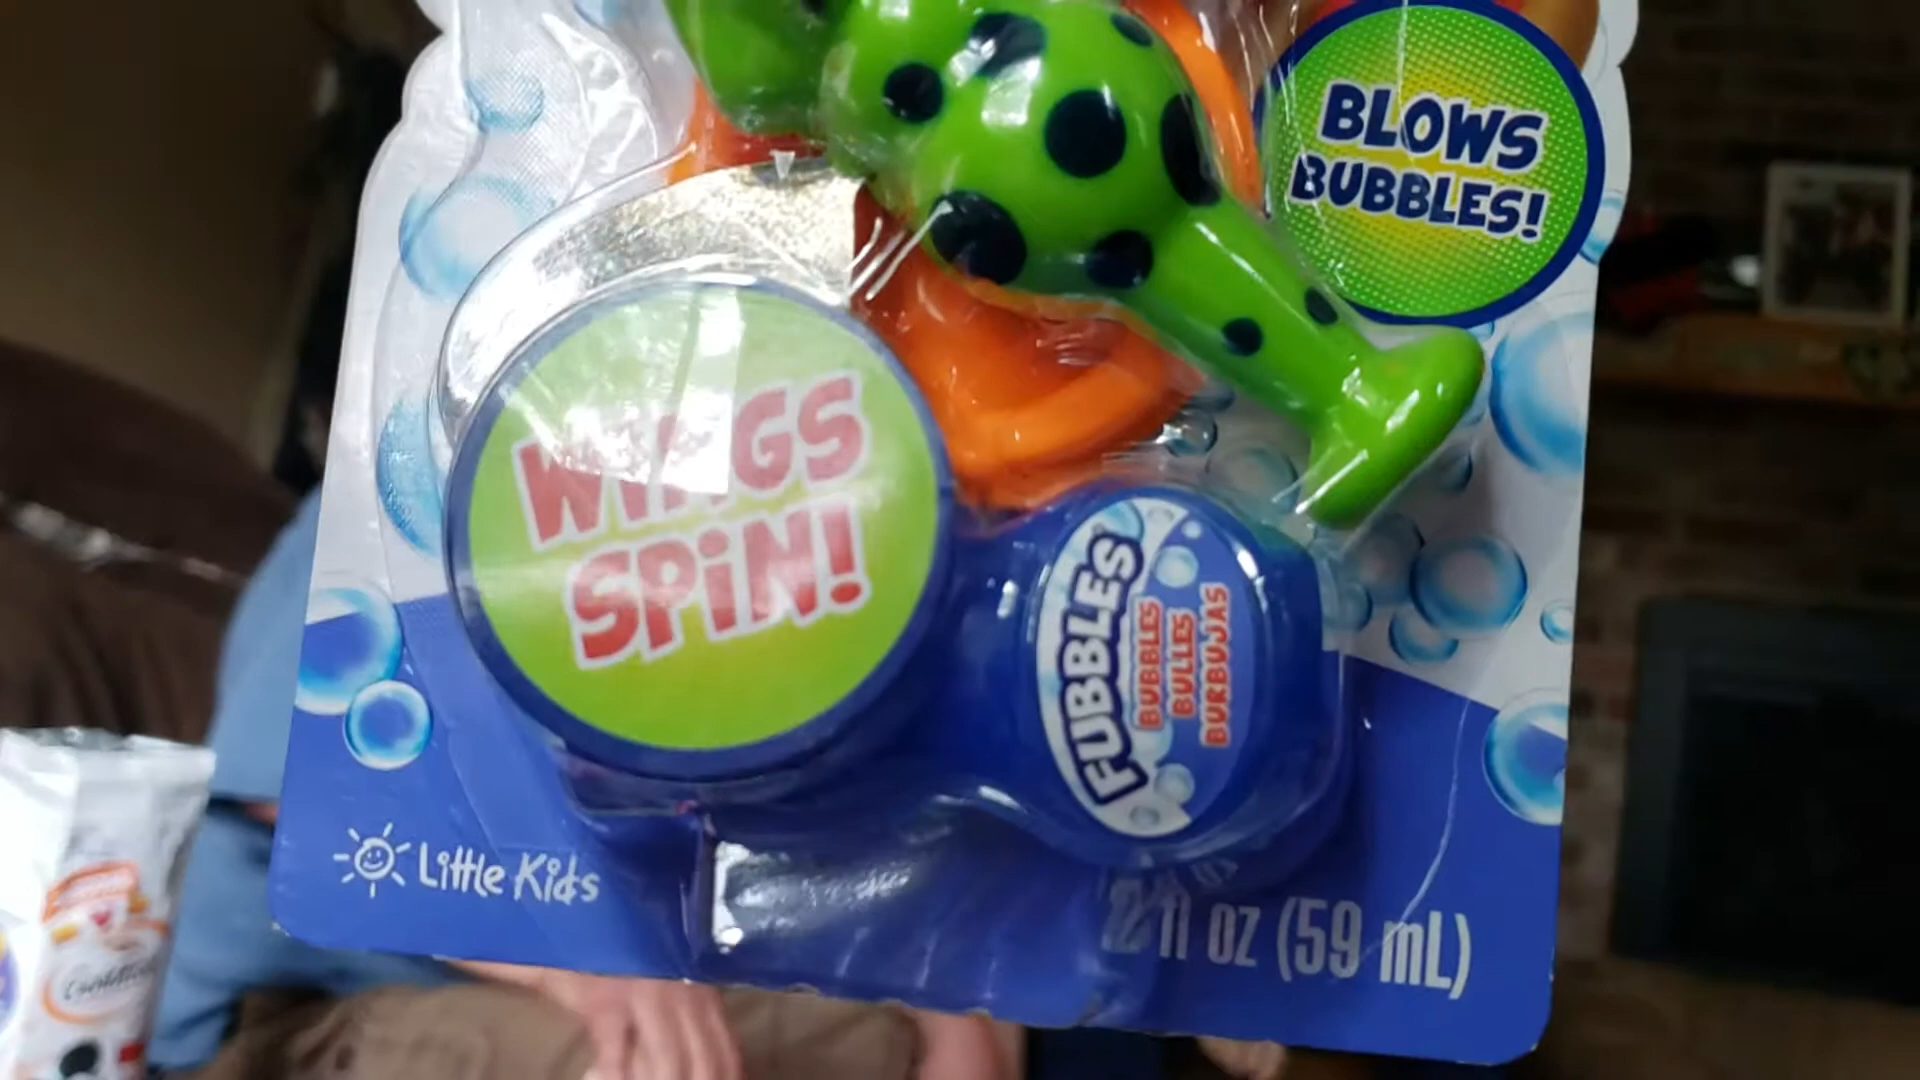 BLOWS
BUBBLES!
WINGS
SPiN!
FUBBLES
BUBBLES
BULLES
BURBUJAS
Little Kids
fl oz (59 mL)